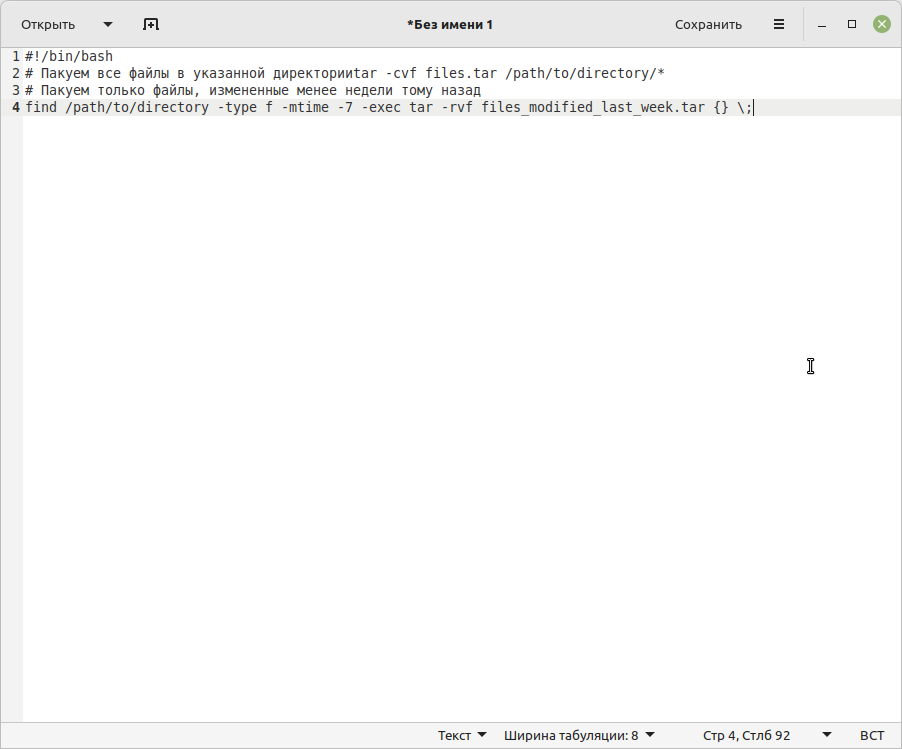 Открыть
*Без имени 1
Сохранить
1 #!/bin/bash
2 # Пакуем все файлы в указанной директорииtar -cvf files.tar /path/to/directory/*
3 # Пакуем только файлы, измененные менее недели тому назад
4 find /path/to/directory -type f -mtime -7 -exec tar -rvf files_modified_last_week.tar {} \;
Текст
Ширина табуляции: 8
Стр 4, Стлб 92
ВСТ